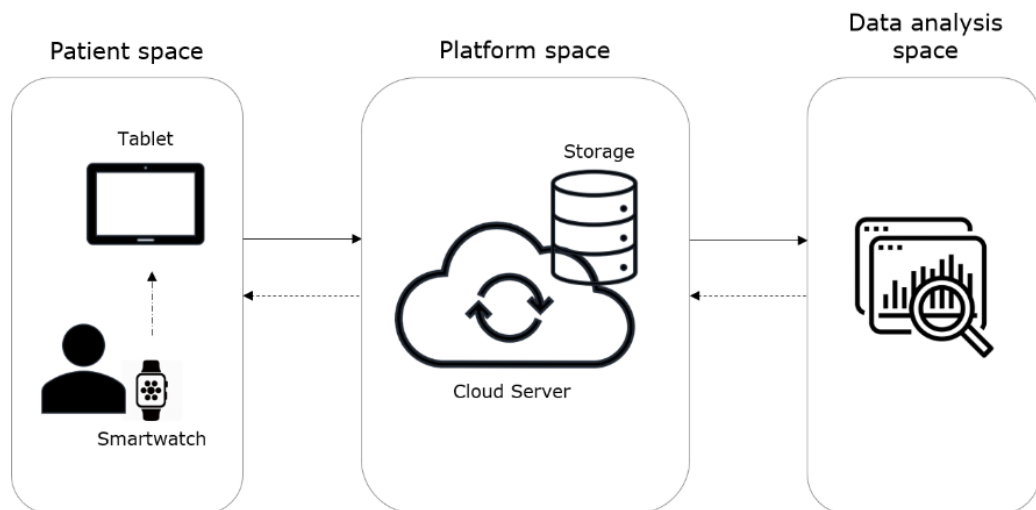 Patient space
Platform space
Data analysis
space
Tablet
Storage
Cloud Server
Smartwatch